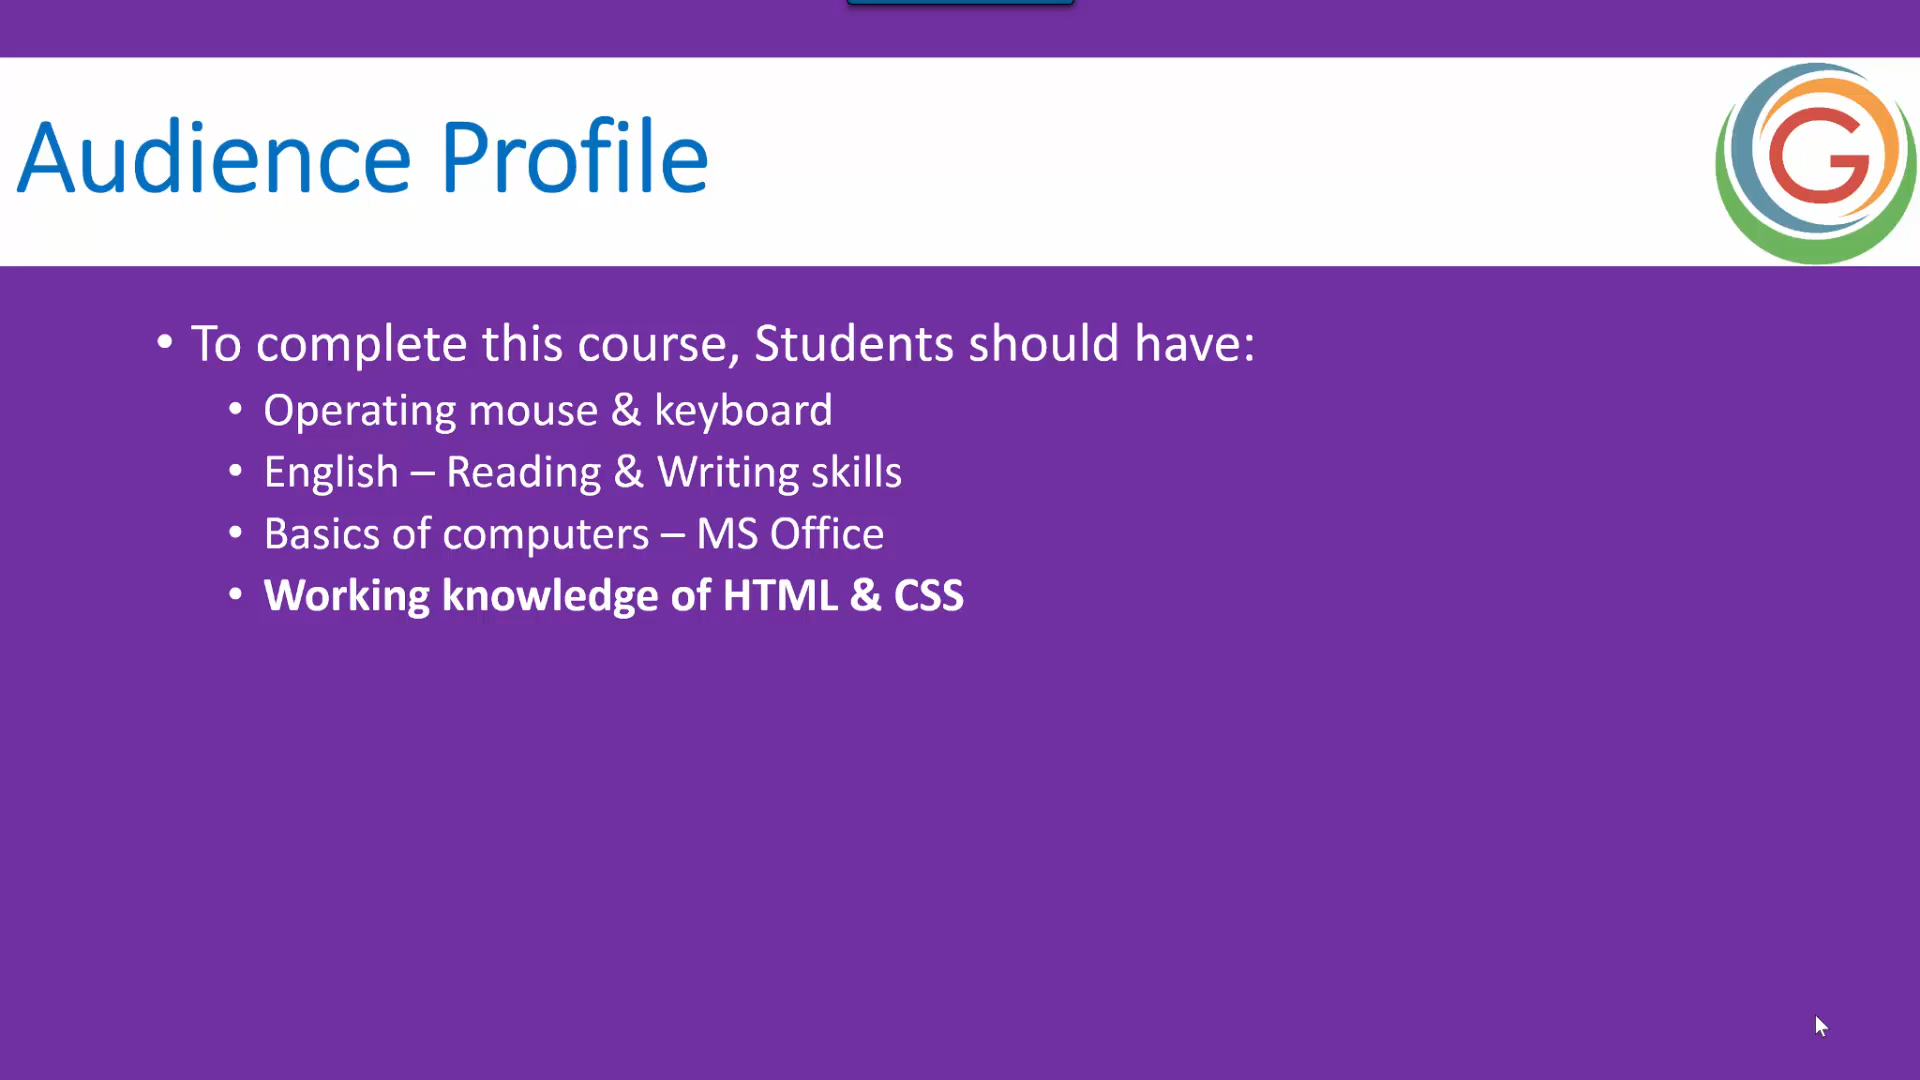 Audience Profile
G
• To complete this course, Students should have:
• Operating mouse & keyboard
• English – Reading & Writing skills
• Basics of computers – MS Office
• Working knowledge of HTML & CSS